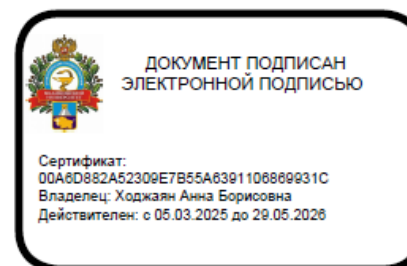 ДОКУМЕНТ ПОДПИСАН
ЭЛЕКТРОННОЙ ПОДПИСЬЮ
Сертификат:
00A6D882A52309E7B55A6391106869931C
Владелец: Ходжаян Анна Борисовна
Действителен: с 05.03.2025 до 29.05.2026